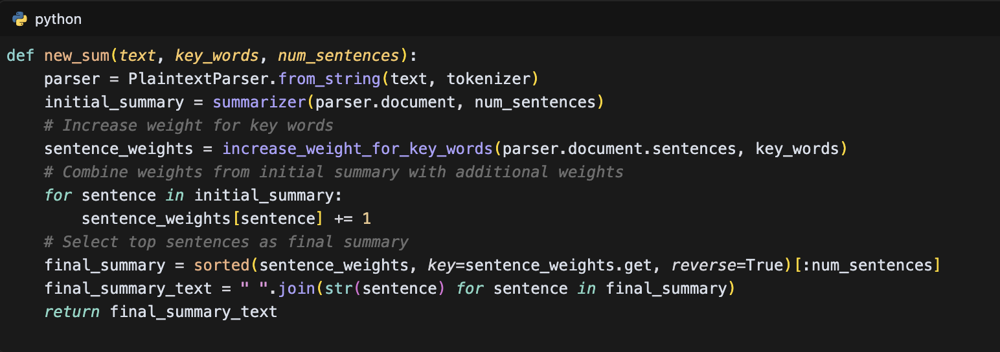 python
def new_sum(text, key_words, num_sentences):
    parser = PlaintextParser.from_string(text, tokenizer)
    initial_summary = summarizer(parser.document, num_sentences)
    # Increase weight for key words
    sentence_weights = increase_weight_for_key_words(parser.document.sentences, key_words)
    # Combine weights from initial summary with additional weights
    for sentence in initial_summary:
        sentence_weights[sentence] += 1
    # Select top sentences as final summary
    final_summary = sorted(sentence_weights, key=sentence_weights.get, reverse=True)[:num_sentences]
    final_summary_text = " ".join(str(sentence) for sentence in final_summary)
    return final_summary_text